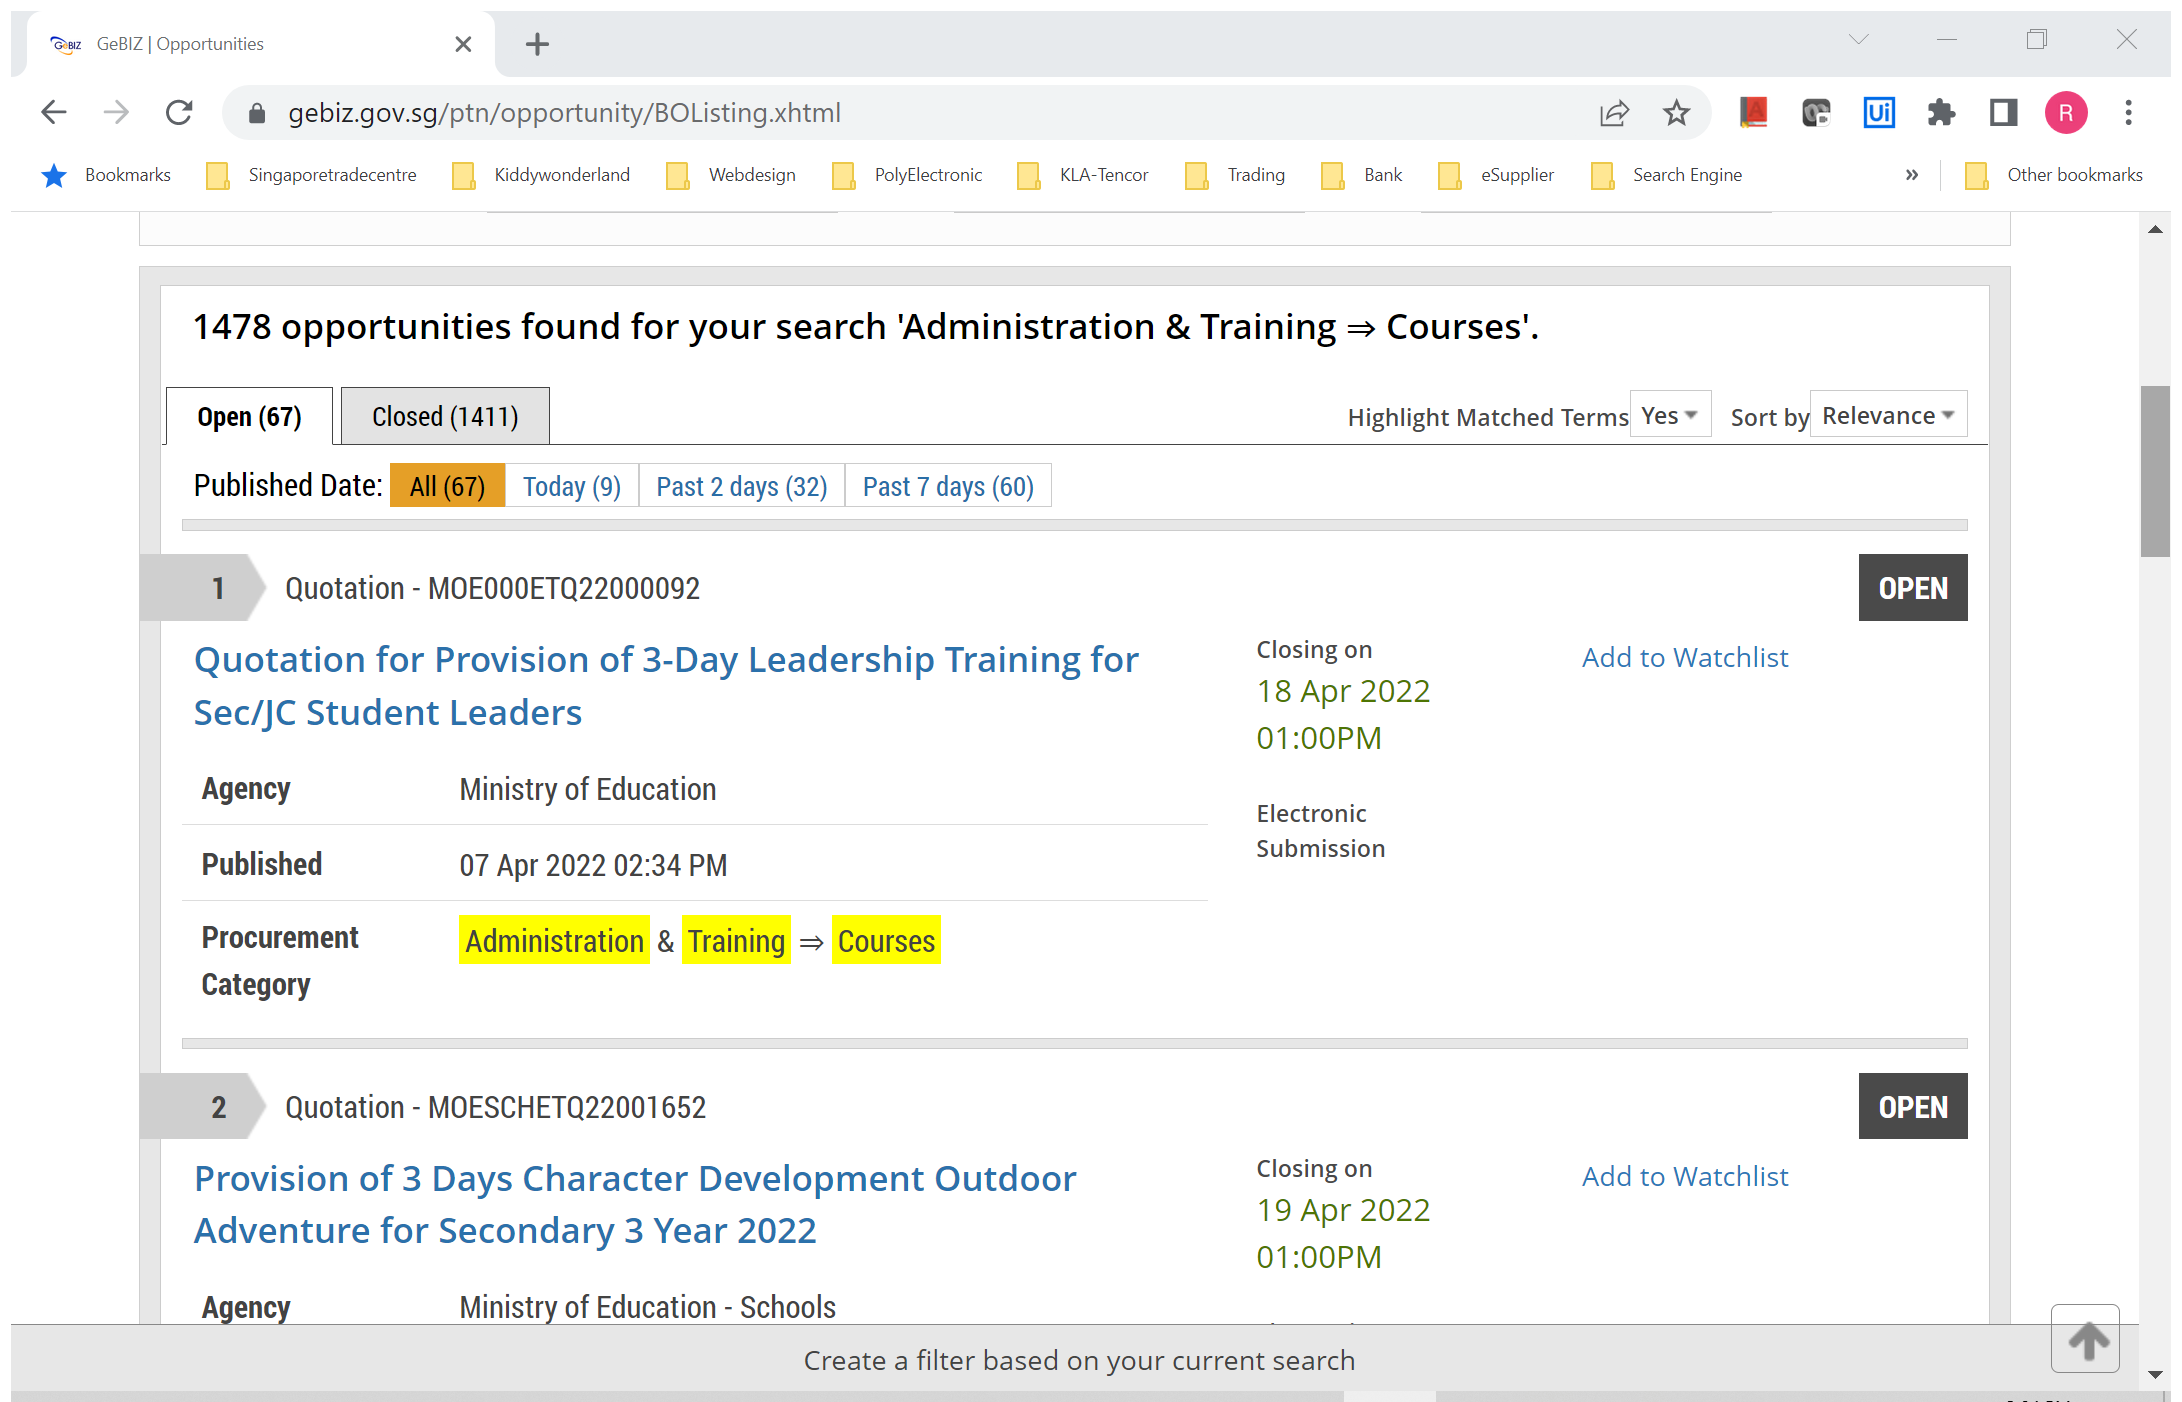 GeBIZ GeBIZ | Opportunities
gebiz.gov.sg/ptn/opportunity/BOListing.xhtml
A
Ui
R
Bookmarks Singaporetradecentre Kiddywonderland Webdesign PolyElectronic KLA-Tencor Trading Bank eSupplier Search Engine » Other bookmarks
1478 opportunities found for your search 'Administration & Training ⇒ Courses'.
Open (67) Closed (1411) Highlight Matched Terms Yes Sort by Relevance
Published Date: All (67) Today (9) Past 2 days (32) Past 7 days (60)
1 Quotation - MOE000ETQ22000092 OPEN
Quotation for Provision of 3-Day Leadership Training for
Sec/JC Student Leaders
Closing on
18 Apr 2022
01:00PM
Add to Watchlist
Electronic
Submission
Agency Ministry of Education
Published 07 Apr 2022 02:34 PM
Procurement
Category
Administration & Training ⇒ Courses
2 Quotation - MOESCHETQ22001652 OPEN
Provision of 3 Days Character Development Outdoor
Adventure for Secondary 3 Year 2022
Closing on
19 Apr 2022
01:00PM
Add to Watchlist
Agency Ministry of Education - Schools
Create a filter based on your current search